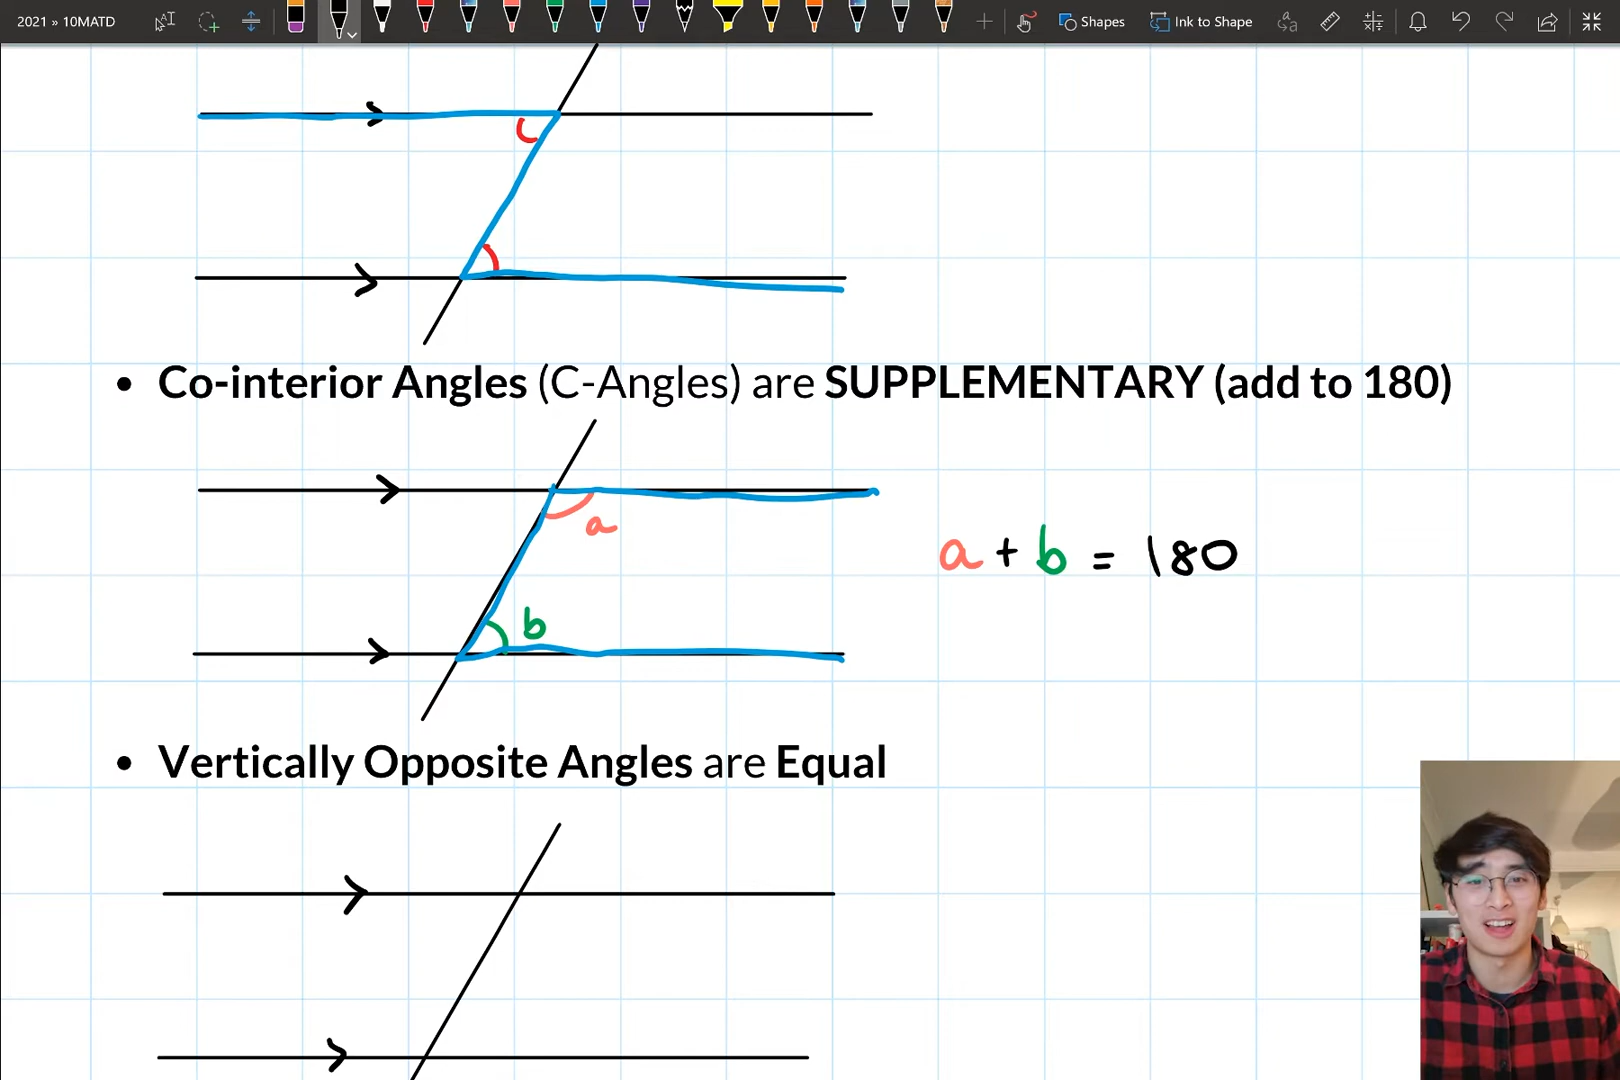 2021 » 10MATD
Shapes
Ink to Shape
• Co-interior Angles (C-Angles) are SUPPLEMENTARY (add to 180)
a
b
a + b = 180
• Vertically Opposite Angles are Equal